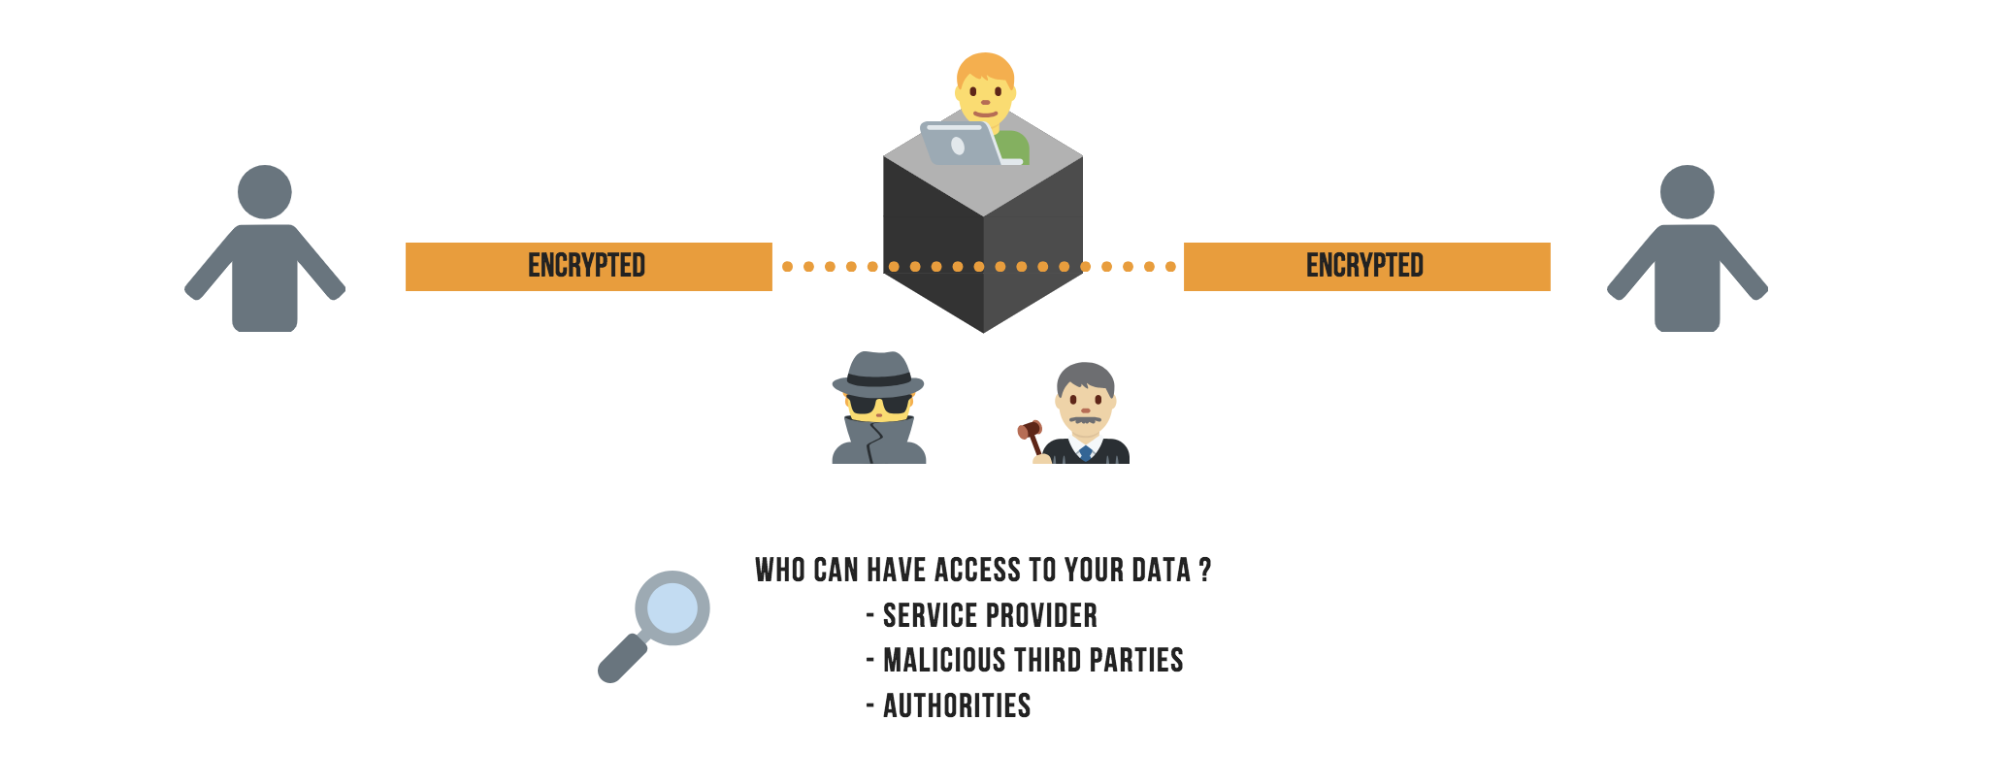 ENCRYPTED
ENCRYPTED
WHO CAN HAVE ACCESS TO YOUR DATA ?
- SERVICE PROVIDER
- MALICIOUS THIRD PARTIES
- AUTHORITIES